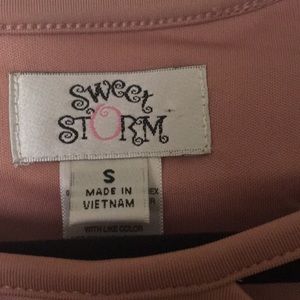 SWEET
STORM
S
MADE IN
VIETNAM
WITH LIKE COLOR